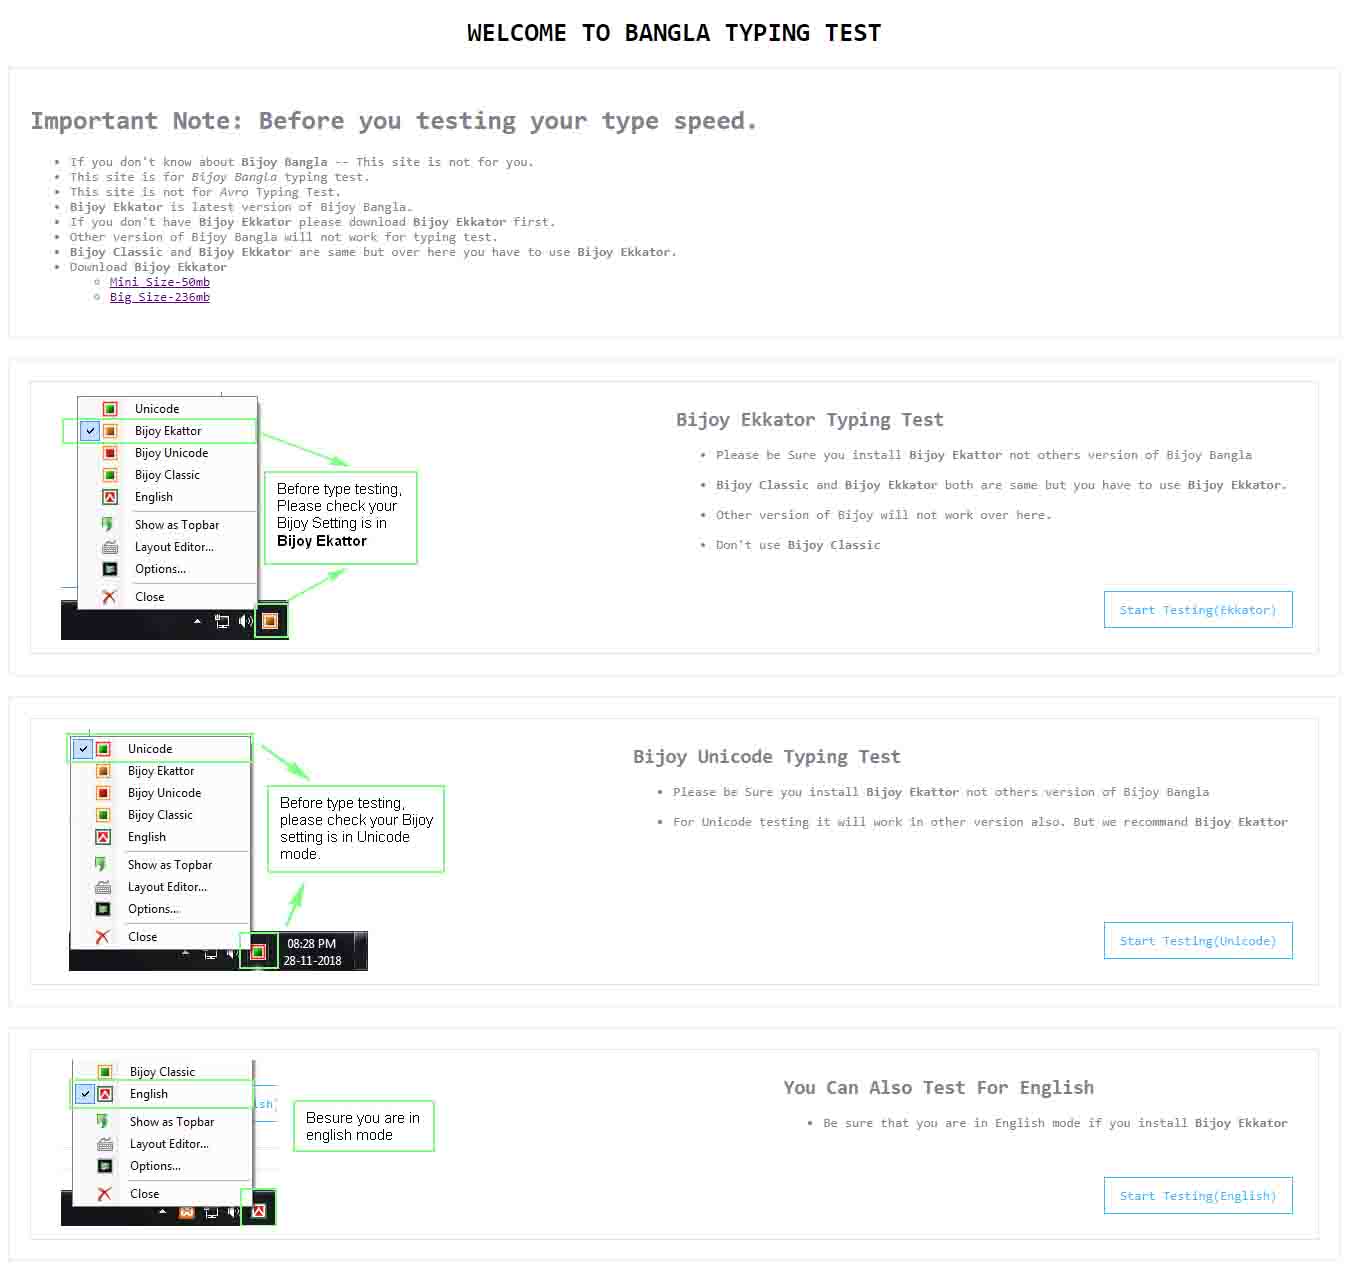 WELCOME TO BANGLA TYPING TEST
Important Note: Before you testing your type speed.
If you don't know about Bijoy Bangla -- This site is not for you.
This site is for Bijoy Bangla typing test.
This site is not for Avro Typing Test.
Bijoy Ekkator is latest version of Bijoy Bangla.
If you don't have Bijoy Ekkator please download Bijoy Ekkator first.
Other version of Bijoy Bangla will not work for typing test.
Bijoy Classic and Bijoy Ekkator are same but over here you have to use Bijoy Ekkator.
Download Bijoy Ekkator
Mini Size-50mb
Big Size-236mb
Unicode
Bijoy Ekattor
Bijoy Unicode
Bijoy Classic
English
Show as Topbar
Layout Editor...
Options...
Close
Before type testing,
Please check your
Bijoy Setting is in
Bijoy Ekattor
Bijoy Ekkator Typing Test
Please be Sure you install Bijoy Ekattor not others version of Bijoy Bangla
Bijoy Classic and Bijoy Ekkator both are same but you have to use Bijoy Ekkator.
Other version of Bijoy will not work over here.
Don't use Bijoy Classic
Start Testing(Ekkator)
Unicode
Bijoy Ekattor
Bijoy Unicode
Bijoy Classic
English
Show as Topbar
Layout Editor...
Options...
Close
08:28 PM
28-11-2018
Before type testing,
please check your Bijoy
setting is in Unicode
mode.
Bijoy Unicode Typing Test
Please be Sure you install Bijoy Ekattor not others version of Bijoy Bangla
For Unicode testing it will work in other version also. But we recommand Bijoy Ekattor
Start Testing(Unicode)
Bijoy Classic
English
Show as Topbar
Layout Editor...
Options...
Close
ish)
Besure you are in
english mode
You Can Also Test For English
Be sure that you are in English mode if you install Bijoy Ekkator
Start Testing(English)